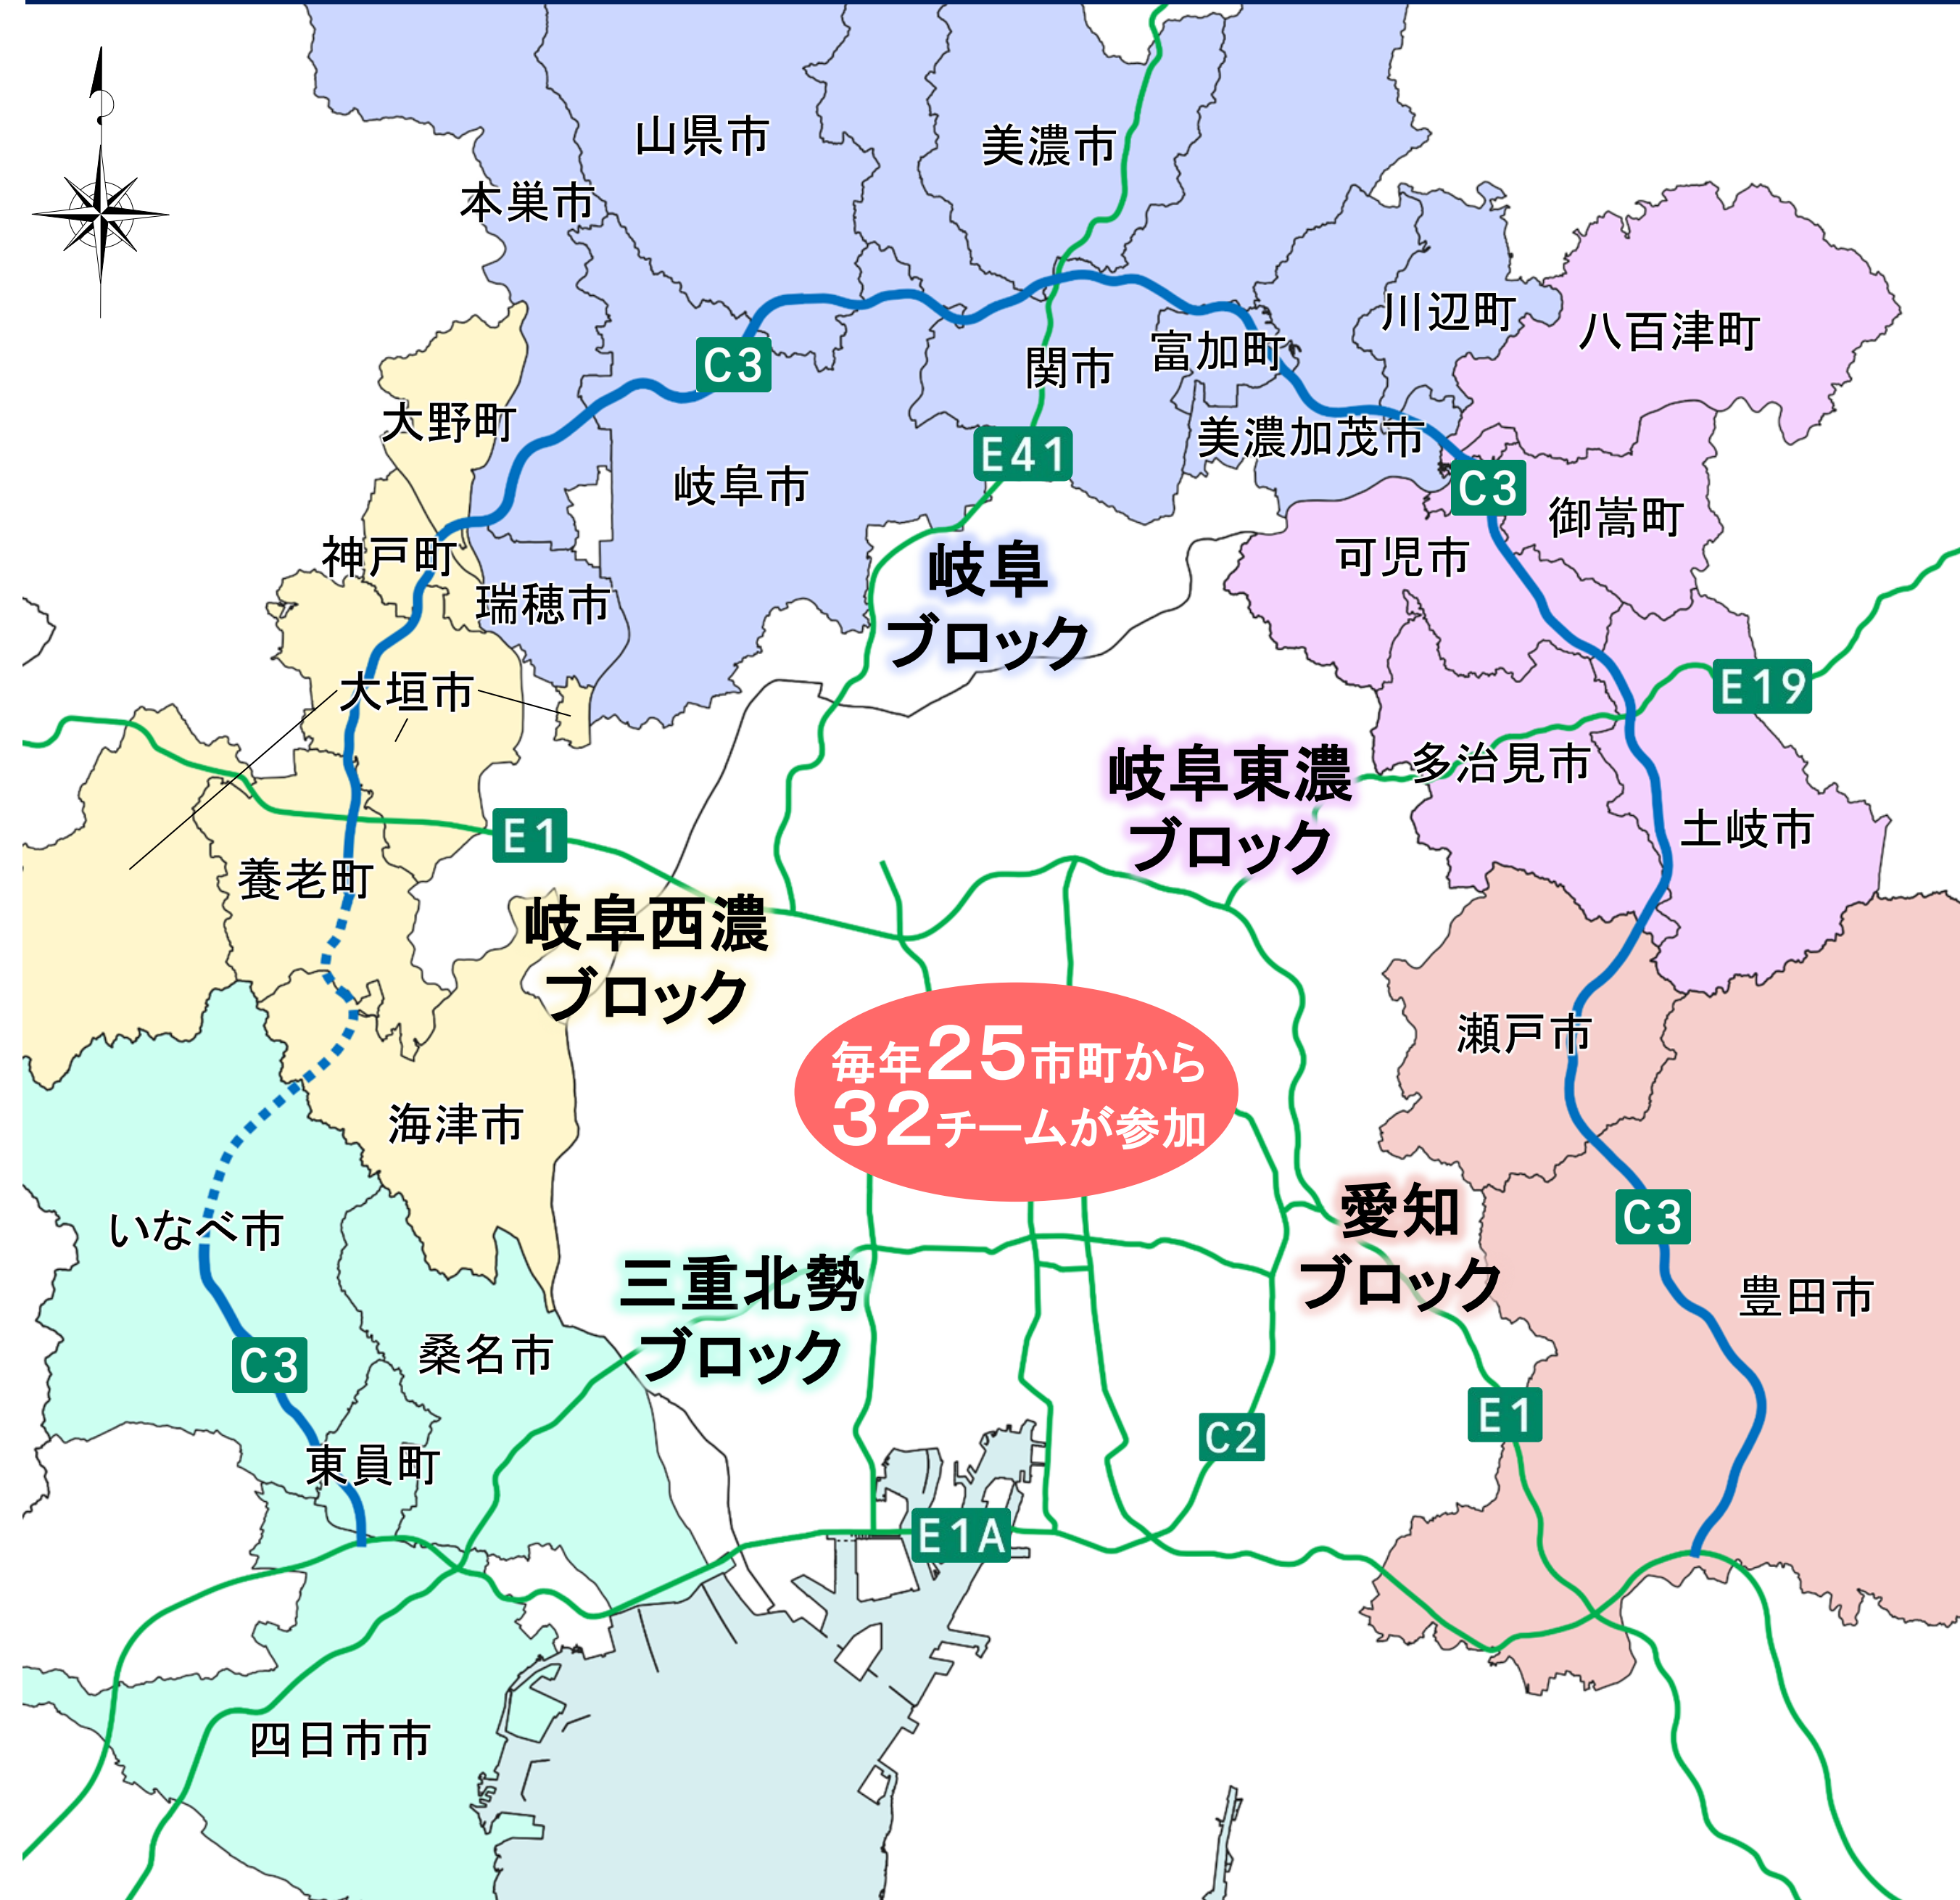 山県市
美濃市
本巣市
川辺町
八百津町
富加町
関市
C3
大野町
美濃加茂市
E41
岐阜市
C3
御嵩町
神戸町
可児市
岐阜
ブロック
瑞穂市
大垣市
E19
多治見市
岐阜東濃
ブロック
土岐市
E1
養老町
岐阜西濃
ブロック
瀬戸市
毎年25市町から
32チームが参加
海津市
いなべ市
愛知
ブロック
C3
三重北勢
ブロック
豊田市
C3
桑名市
E1
C2
東員町
E1A
四日市市